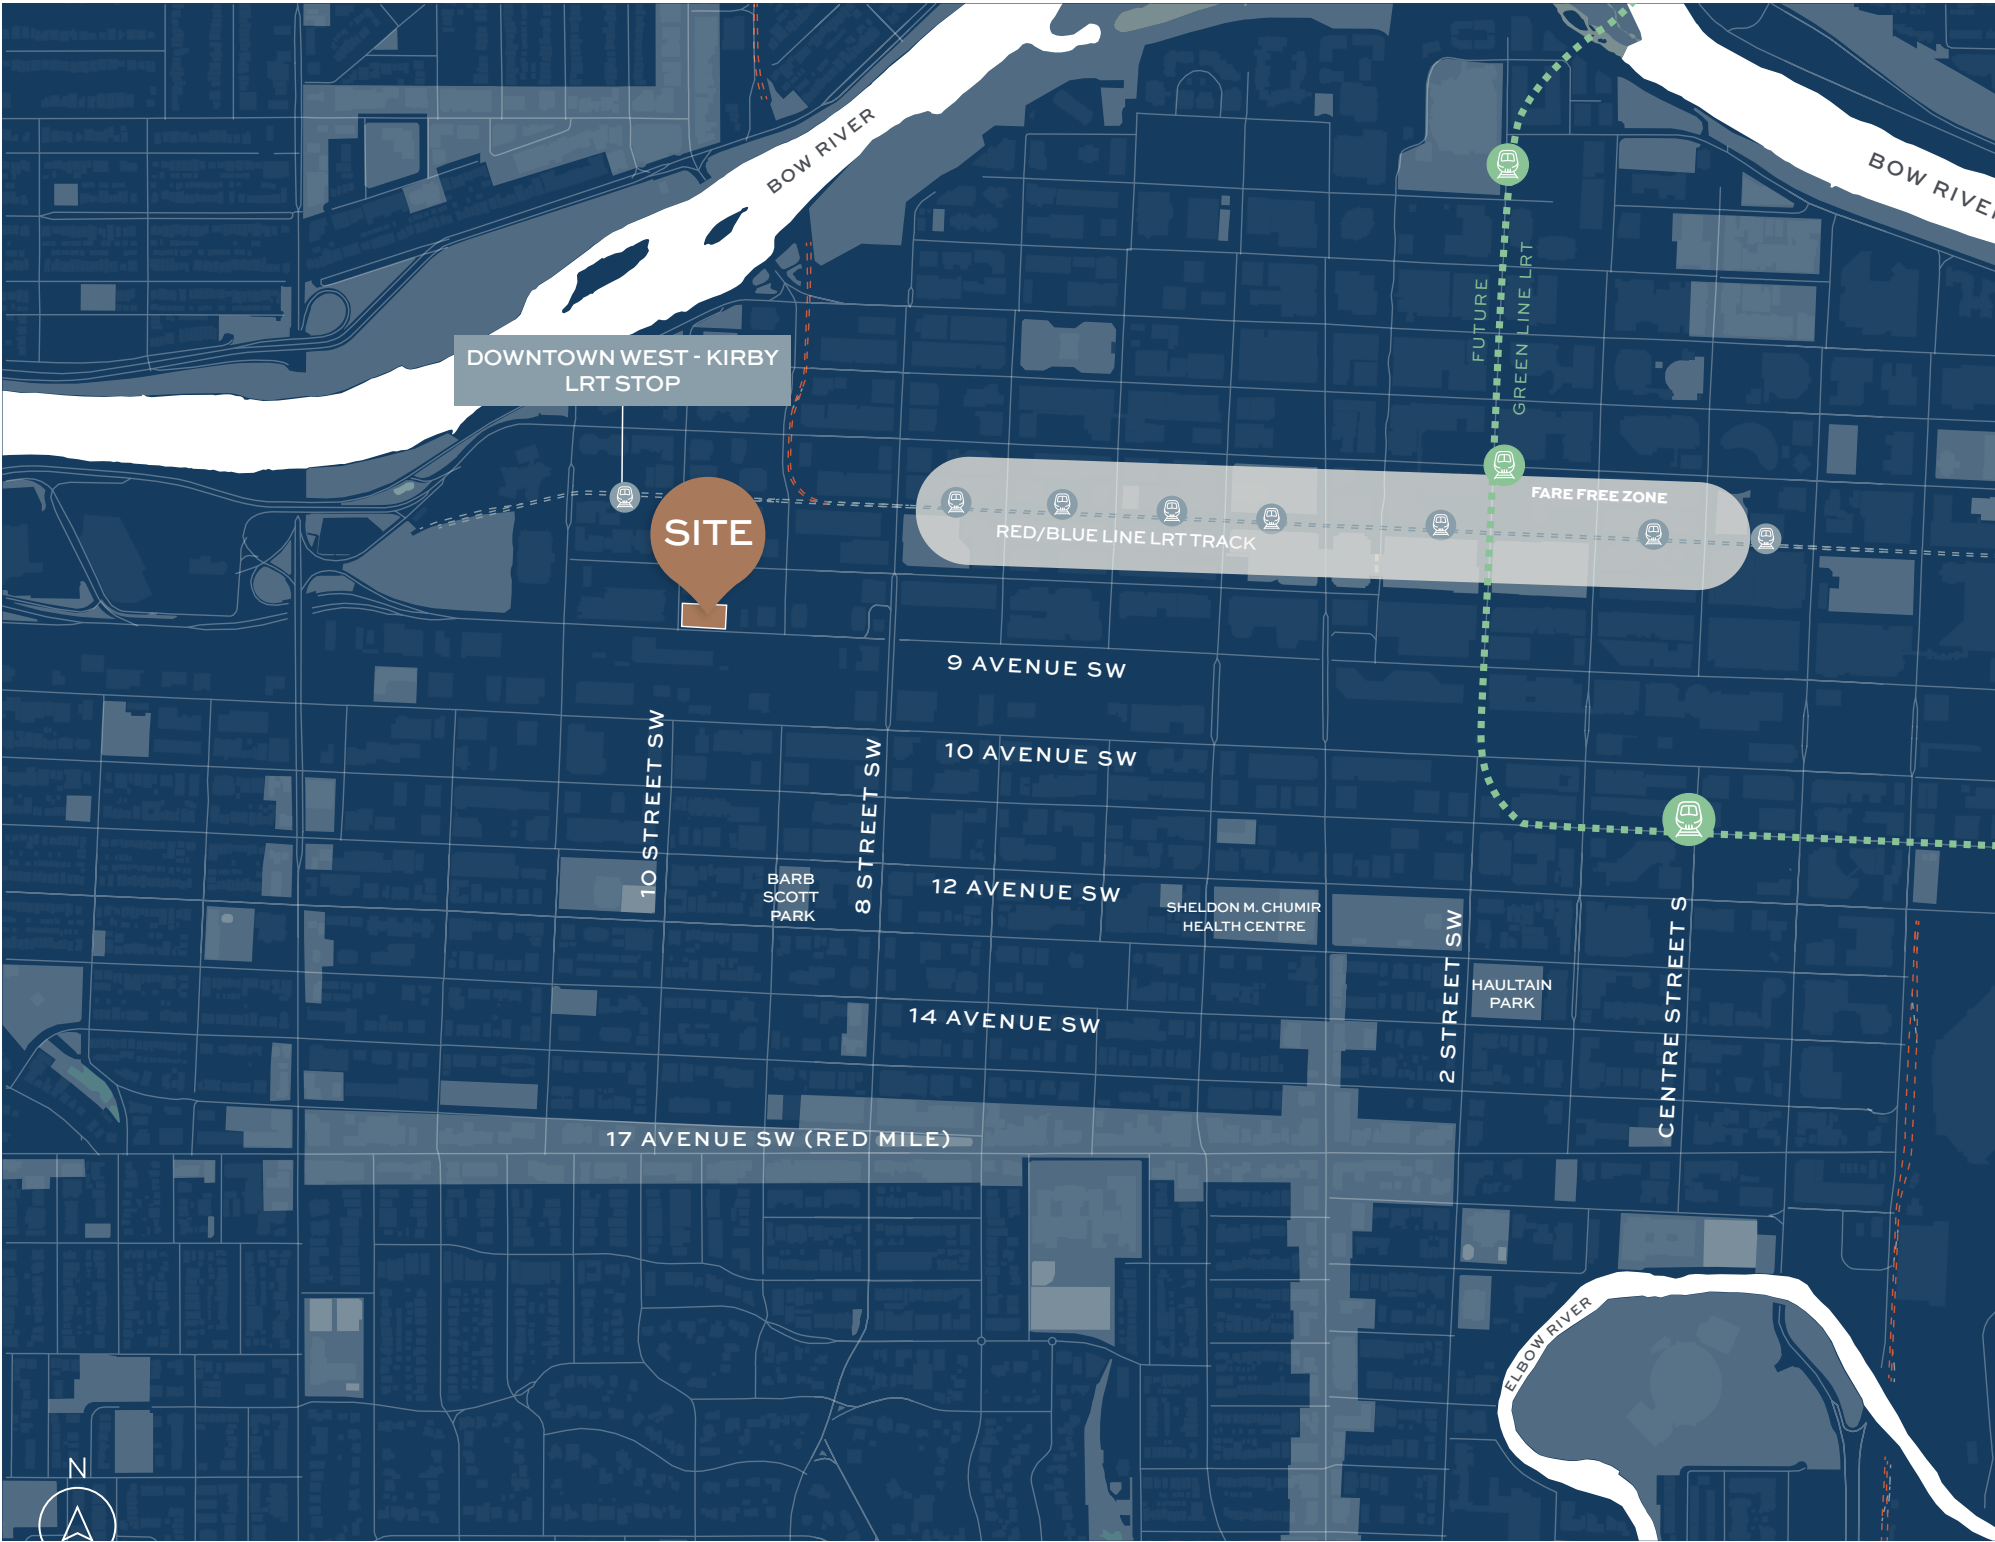 BOW RIVER
BOW RIVER
FUTURE
GREEN LINE LRT
DOWNTOWN WEST - KIRBY
LRT STOP
SITE
FARE FREE ZONE
RED/BLUE LINE LRT TRACK
9 AVENUE SW
10 STREET SW
8 STREET SW
10 AVENUE SW
BARB
SCOTT
PARK
12 AVENUE SW
SHELDON M. CHUMIR
HEALTH CENTRE
2 STREET SW
HAULTAIN
PARK
CENTRE STREET S
14 AVENUE SW
17 AVENUE SW (RED MILE)
ELBOW RIVER
N